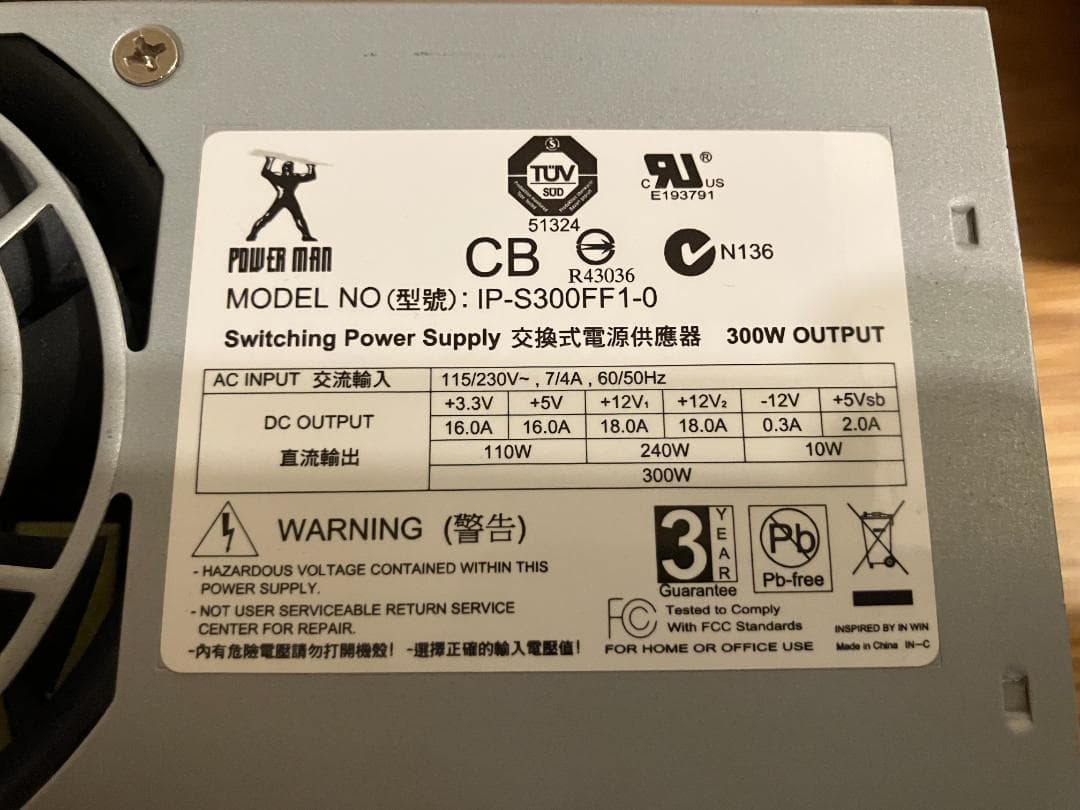 TÜV
SÜD
51324
C RU US ®
E193791
POWER MAN
CB
R43036
N136
MODEL NO(型號): IP-S300FF1-0
Switching Power Supply 交換式電源供應器 300W OUTPUT
AC INPUT 交流輸入 115/230V~ , 7/4A , 60/50Hz
+3.3V +5V +12V₁ +12V₂ -12V +5Vsb
DC OUTPUT 16.0A 16.0A 18.0A 18.0A 0.3A 2.0A
直流輸出 110W 240W 10W
300W
WARNING (警告)
- HAZARDOUS VOLTAGE CONTAINED WITHIN THIS
POWER SUPPLY.
- NOT USER SERVICEABLE RETURN SERVICE
CENTER FOR REPAIR.
-內有危險電壓請勿打開機殼! -選擇正確的輸入電壓值!
3 YEAR
Guarantee
Pb
Pb-free
FC Tested to Comply
With FCC Standards
FOR HOME OR OFFICE USE
INSPIRED BY IN WIN
Made in China IN-C